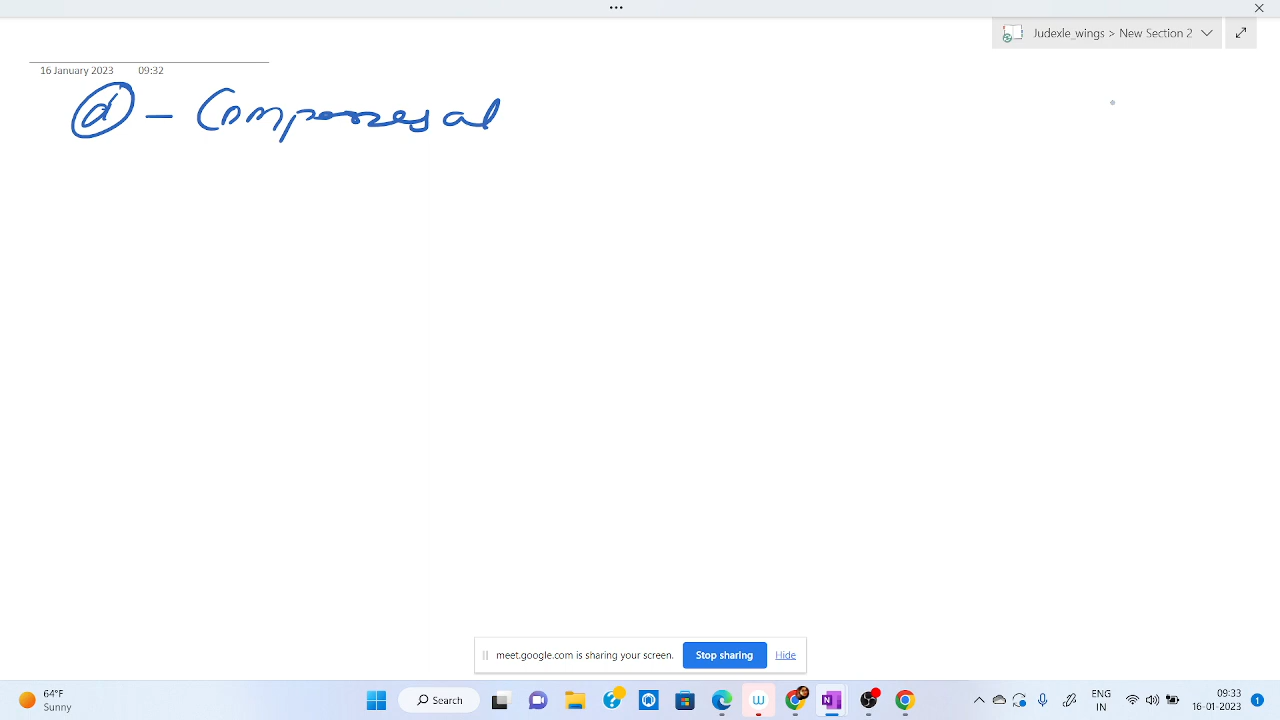 Judexle_wings > New Section 2
16 January 2023 09:32
d -
meet.google.com is sharing your screen. Stop sharing Hide
64°F
Sunny
Search
ENG
IN
09:33
16-01-2023
1